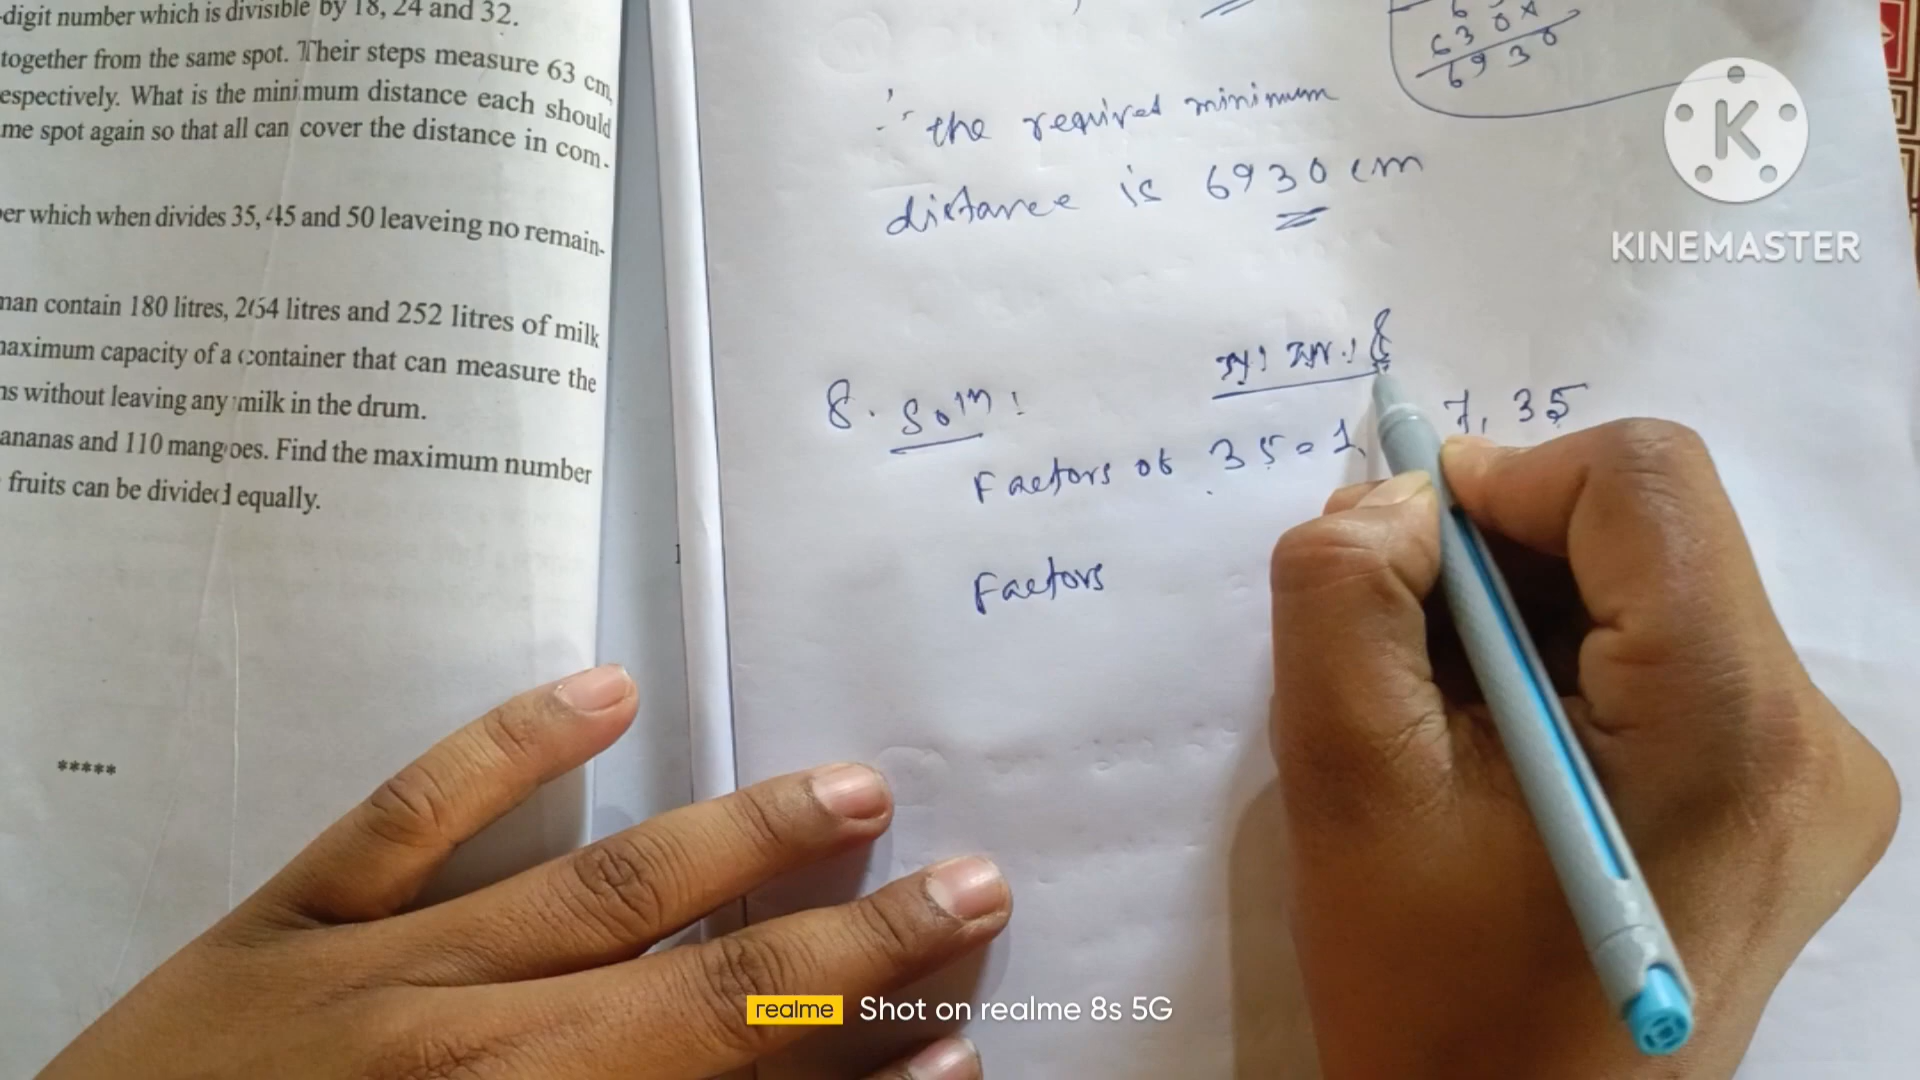 -digit number which is divisible by 18, 24 and 32.
together from the same spot. Their steps measure 63 cm,
espectively. What is the minimum distance each should
me spot again so that all can cover the distance in com-
er which when divides 35, 45 and 50 leaveing no remain-
man contain 180 litres, 264 litres and 252 litres of milk
maximum capacity of a container that can measure the
ns without leaving any milk in the drum.
ananas and 110 mangoes. Find the maximum number
fruits can be divided equally.
*****
630x
6930
∴ the required minimum
distance is 6930 cm
8. Soln:
Factors of 35 = 1, 7, 35
Factors
K
KINEMASTER
realme Shot on realme 8s 5G